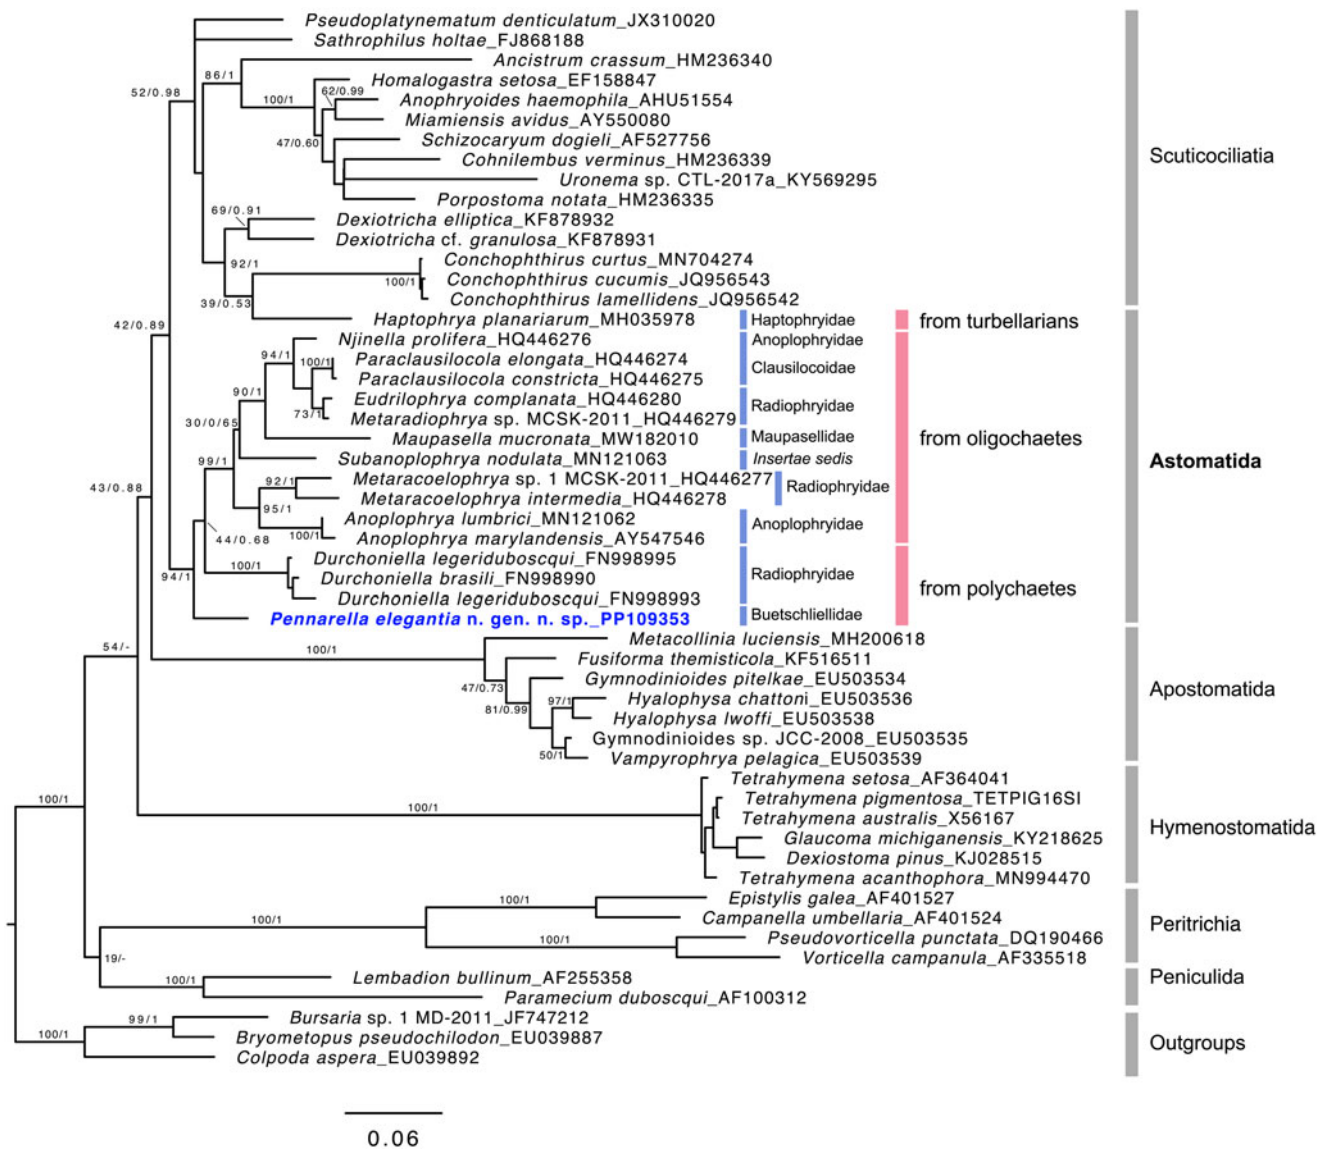 Pseudoplatynematum denticulatum_JX310020
Sathrophilus holtae_FJ868188
Ancistrum crassum_HM236340
86/1
Homalogastra setosa_EF158847
52/0.98
62/0.99
100/1
Anophryoides haemophila_AHU51554
Miamiensis avidus_AY550080
47/0.60
Schizocaryum dogieli_AF527756
Cohnilembus verminus_HM236339
Scuticociliatia
Uronema sp. CTL-2017a_KY569295
Porpostoma notata_HM236335
69/0.91
Dexiotricha elliptica_KF878932
Dexiotricha cf. granulosa_KF878931
92/1
Conchophthirus curtus_MN704274
100/1
Conchophthirus cucumis_JQ956543
39/0.53
Conchophthirus lamellidens_JQ956542
42/0.89
Haptophrya planariarum_MH035978
Haptophryidae
from turbellarians
Njinella prolifera_HQ446276
Anoplophryidae
94/1
100/1
Paraclausilocola elongata_HQ446274
Clausilocoidae
Paraclausilocola constricta_HQ446275
90/1
Eudrilophrya complanata_HQ446280
Radiophryidae
73/1
Metaradiophrya sp. MCSK-2011_HQ446279
30/0/65
Maupasella mucronata_MW182010
Maupasellidae
from oligochaetes
99/1
Subanoplophrya nodulata_MN121063
Insertae sedis
Astomatida
92/1
Metaracoelophrya sp. 1 MCSK-2011_HQ446277
Radiophryidae
43/0.88
Metaracoelophrya intermedia_HQ446278
95/1
Anoplophrya lumbrici_MN121062
Anoplophryidae
44/0.68
100/1
Anoplophrya marylandensis_AY547546
Durchoniella legeriduboscqui_FN998995
100/1
94/1
Durchoniella brasili_FN998990
Radiophryidae
from polychaetes
Durchoniella legeriduboscqui_FN998993
Pennarella elegantia n. gen. n. sp._PP109353
Buetschliellidae
Metacollinia luciensis_MH200618
54/-
100/1
Fusiforma themisticola_KF516511
47/0.73
Gymnodinioides pitelkae_EU503534
Apostomatida
97/1
Hyalophysa chattoni_EU503536
81/0.99
Hyalophysa lwoffi_EU503538
Gymnodinioides sp. JCC-2008_EU503535
50/1
Vampyrophrya pelagica_EU503539
Tetrahymena setosa_AF364041
100/1
100/1
Tetrahymena pigmentosa_TETPIG16SI
Tetrahymena australis_X56167
Hymenostomatida
Glaucoma michiganensis_KY218625
Dexiostoma pinus_KJ028515
Tetrahymena acanthophora_MN994470
100/1
Epistylis galea_AF401527
100/1
Campanella umbellaria_AF401524
Peritrichia
100/1
Pseudovorticella punctata_DQ190466
19/-
Vorticella campanula_AF335518
100/1
Lembadion bullinum_AF255358
Peniculida
Paramecium duboscqui_AF100312
99/1
Bursaria sp. 1 MD-2011_JF747212
100/1
Bryometopus pseudochilodon_EU039887
Outgroups
Colpoda aspera_EU039892
0.06